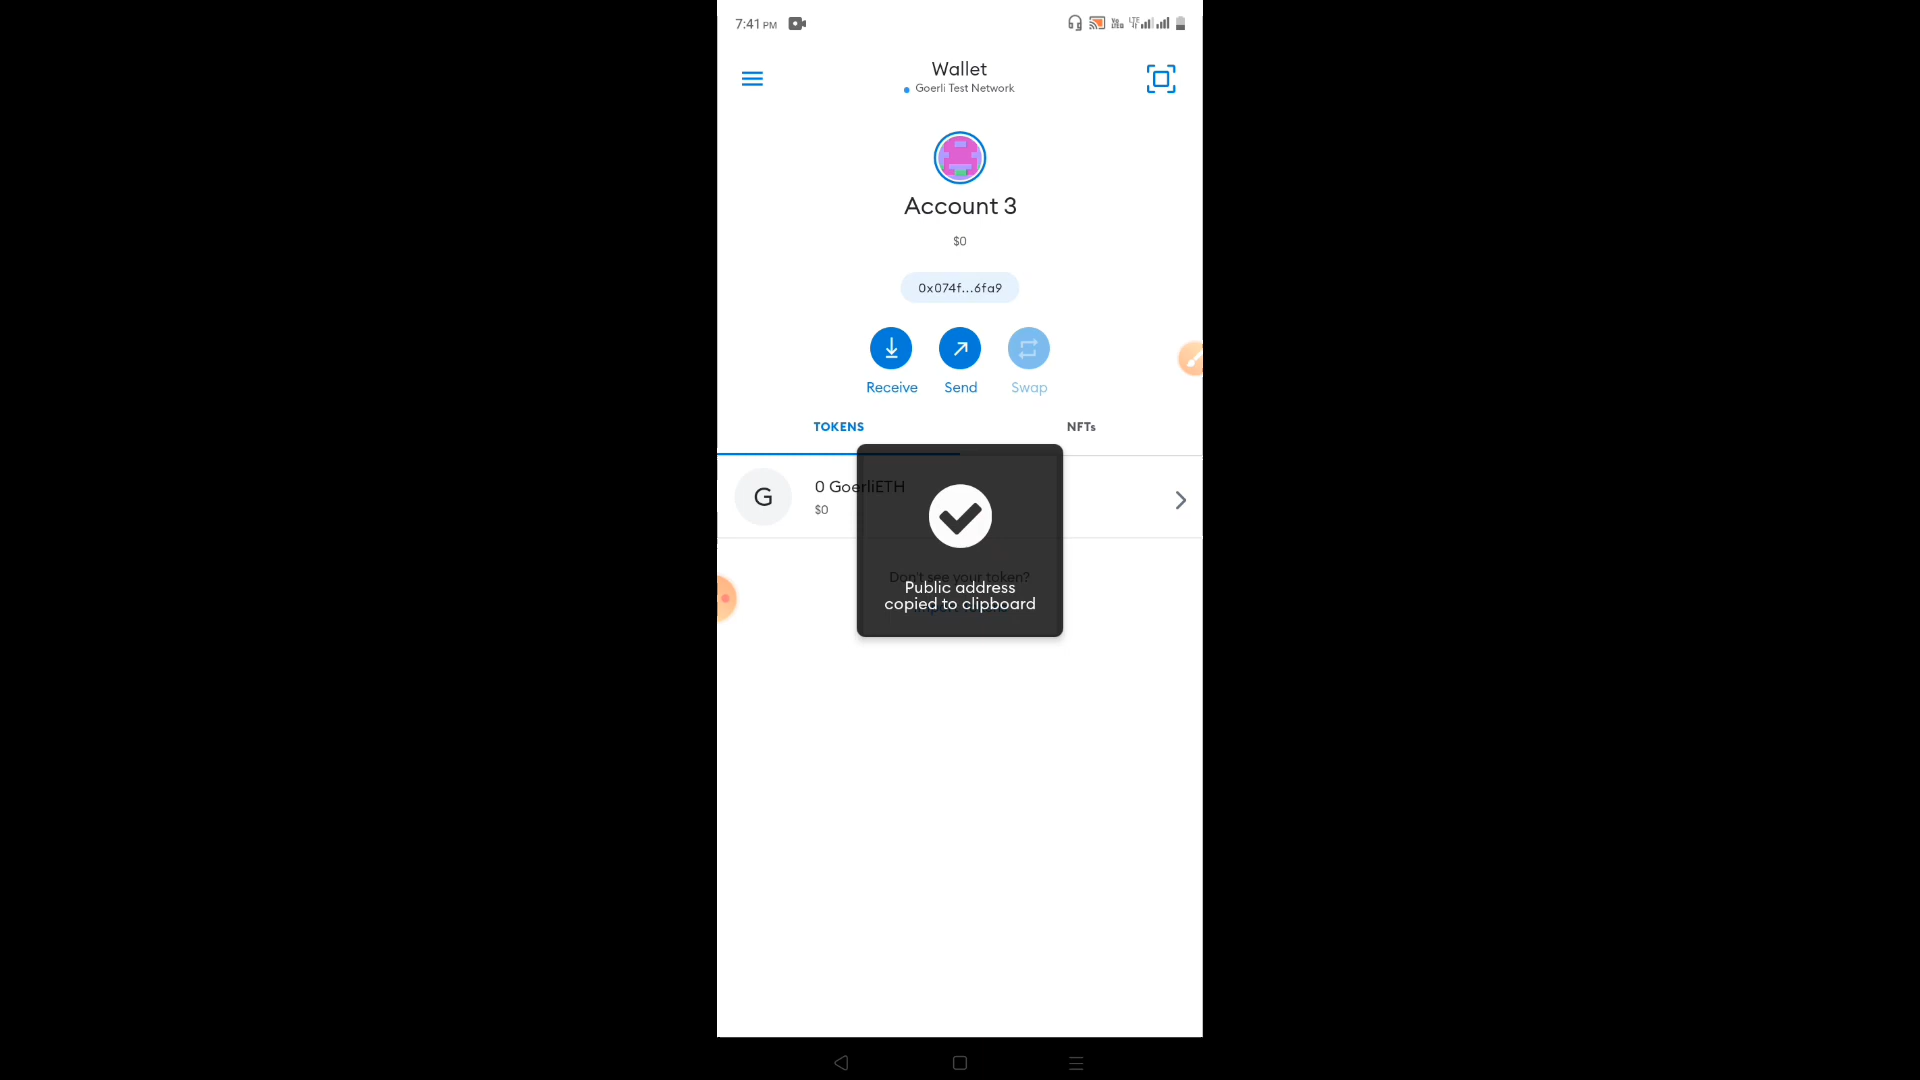 7:41 PM
Wallet
Goerli Test Network
Account 3
$0
0x074f...6fa9
Receive Send Swap
TOKENS NFTs
G
0 GoerliETH
$0
Don't see your token?
Public address
copied to clipboard